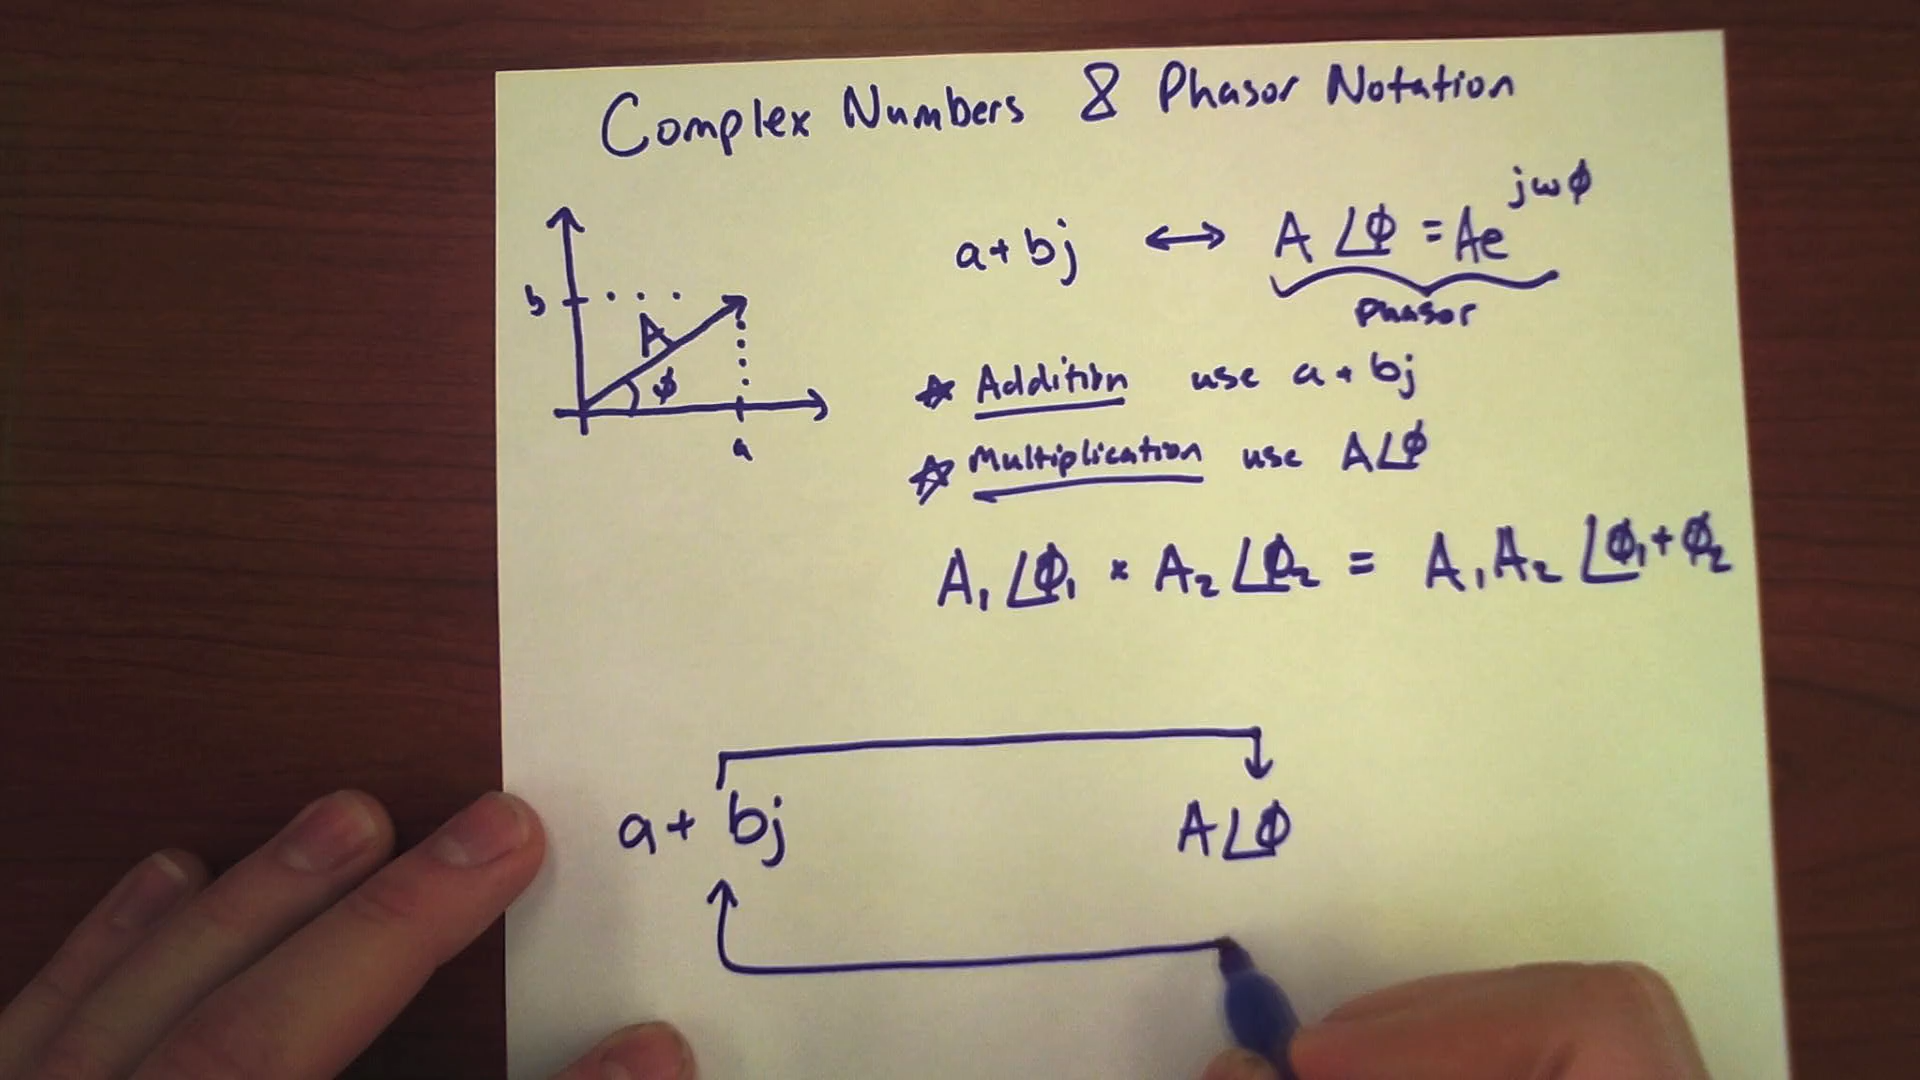 Complex Numbers & Phasor Notation
b
A
ϕ
a
a+bj ↔ A∠ϕ = Ae^jωϕ
Phasor
☆ Addition use a+bj
☆ Multiplication use A∠ϕ
A₁∠ϕ₁ × A₂∠ϕ₂ = A₁A₂∠ϕ₁+ϕ₂
a+bj A∠ϕ